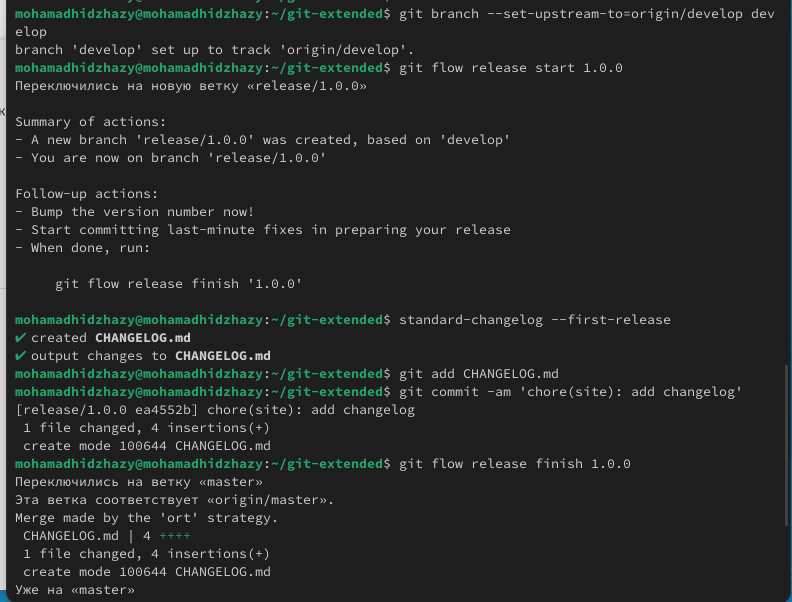 mohamadhidzhazy@mohamadhidzhazy:~/git-extended$ git branch --set-upstream-to=origin/develop dev
elop
branch 'develop' set up to track 'origin/develop'.
mohamadhidzhazy@mohamadhidzhazy:~/git-extended$ git flow release start 1.0.0
Переключились на новую ветку «release/1.0.0»

Summary of actions:
- A new branch 'release/1.0.0' was created, based on 'develop'
- You are now on branch 'release/1.0.0'

Follow-up actions:
- Bump the version number now!
- Start committing last-minute fixes in preparing your release
- When done, run:

     git flow release finish '1.0.0'

mohamadhidzhazy@mohamadhidzhazy:~/git-extended$ standard-changelog --first-release
✔ created CHANGELOG.md
✔ output changes to CHANGELOG.md
mohamadhidzhazy@mohamadhidzhazy:~/git-extended$ git add CHANGELOG.md
mohamadhidzhazy@mohamadhidzhazy:~/git-extended$ git commit -am 'chore(site): add changelog'
[release/1.0.0 ea4552b] chore(site): add changelog
 1 file changed, 4 insertions(+)
 create mode 100644 CHANGELOG.md
mohamadhidzhazy@mohamadhidzhazy:~/git-extended$ git flow release finish 1.0.0
Переключились на ветку «master»
Эта ветка соответствует «origin/master».
Merge made by the 'ort' strategy.
 CHANGELOG.md | 4 ++++
 1 file changed, 4 insertions(+)
 create mode 100644 CHANGELOG.md
Уже на «master»